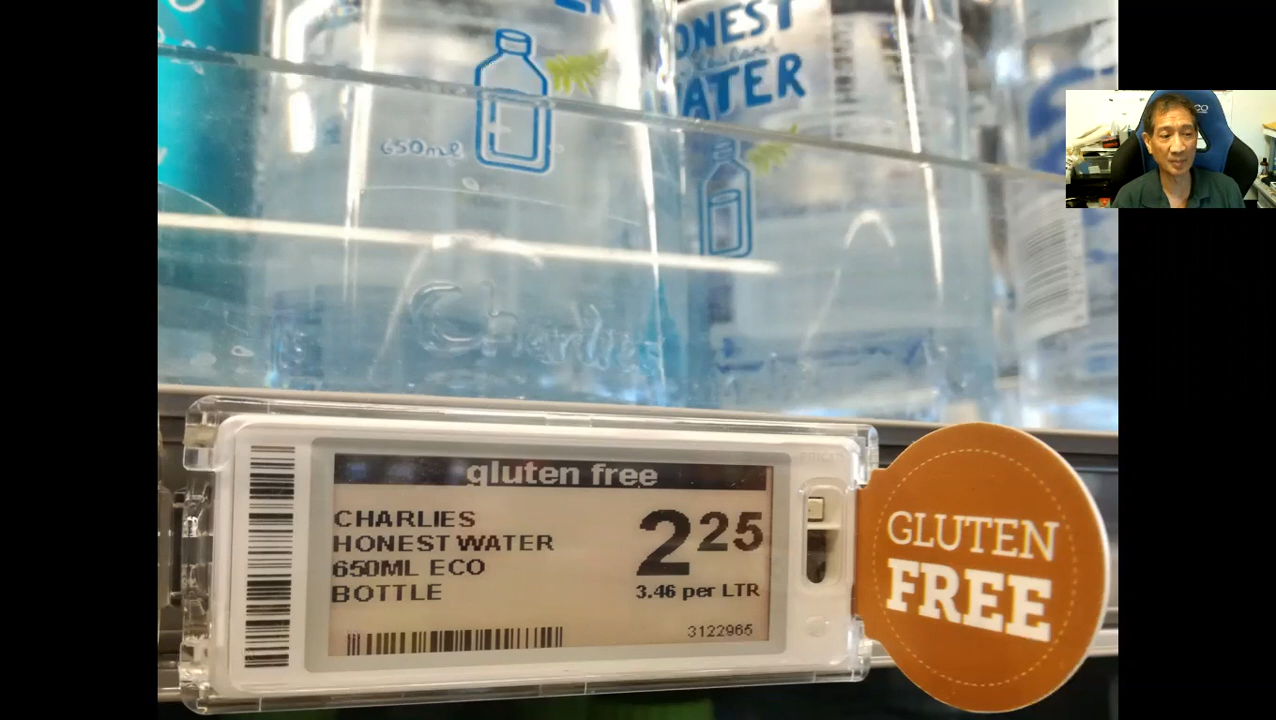 ONEST
WATER
650ml
Charlies
gluten free
CHARLIES
HONEST WATER
650ML ECO
BOTTLE
2 25
3.46 per LTR
3122965
GLUTEN
FREE